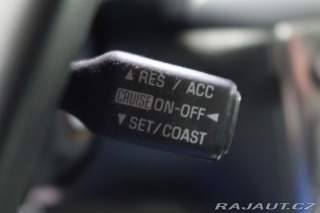 ▲ RES / ACC
CRUISE ON-OFF ◄
▼ SET/COAST
RAJAUT.CZ